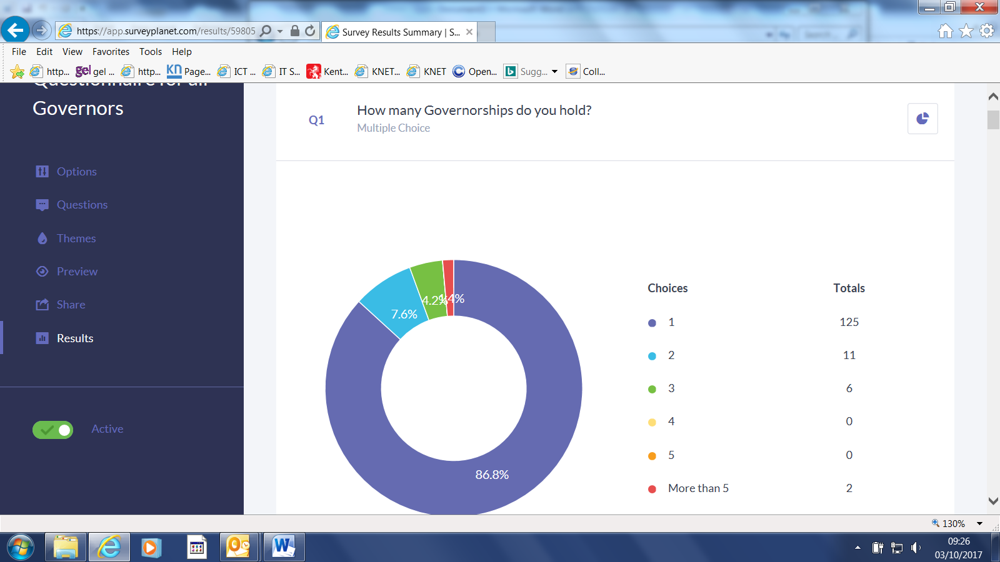 https://app.surveyplanet.com/results/59805
Survey Results Summary | S...
File Edit View Favorites Tools Help
http... gel gel ... http... KN Page... ICT ... IT S... Kent... KNET... KNET Open... Sugg... Coll...
Governors
Options
Questions
Themes
Preview
Share
Results
Active
Q1
How many Governorships do you hold?
Multiple Choice
7.6%
4.2%
1.4%
86.8%
Choices Totals
1 125
2 11
3 6
4 0
5 0
More than 5 2
130%
09:26
03/10/2017